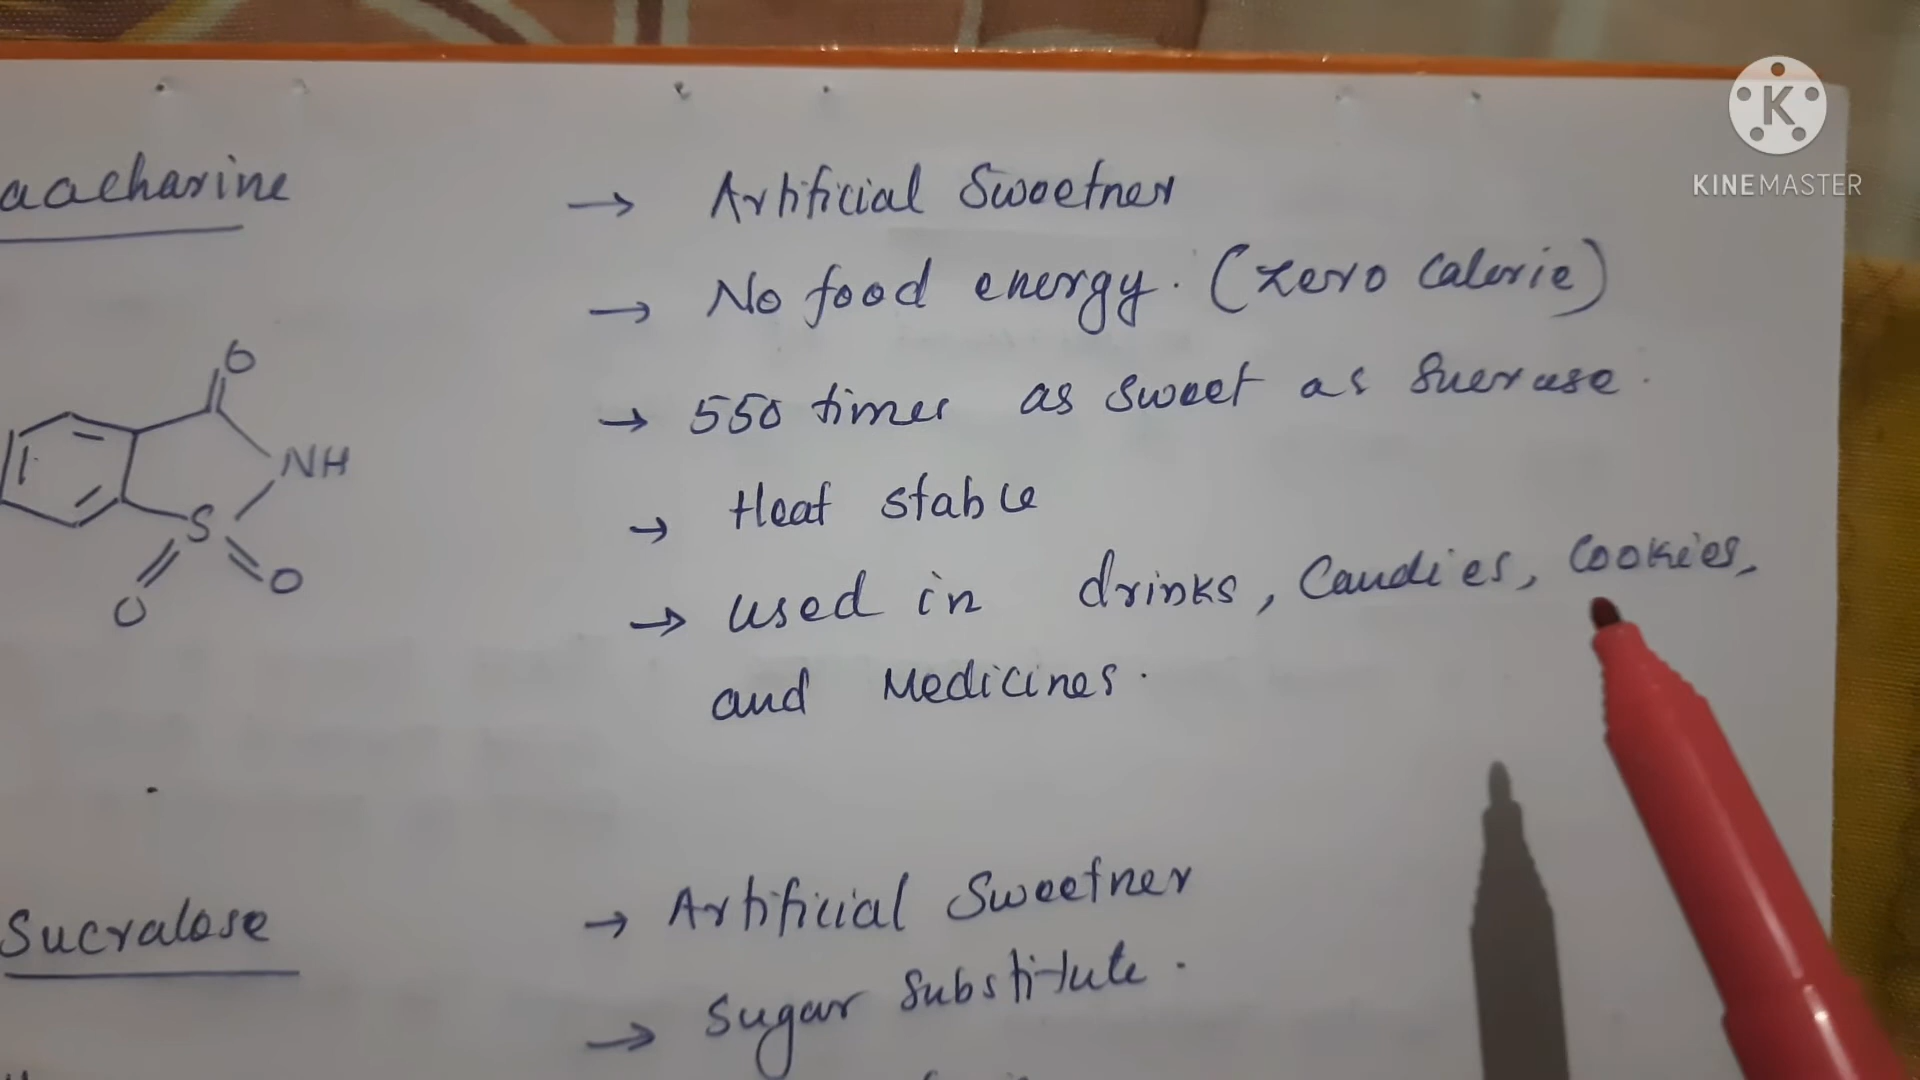 KINEMASTER
aacharine
→ Artificial Sweetner
→ No food energy. (Zero Calorie)
→ 550 times as sweet as Sucrose.
→ Heat stable
→ used in drinks, Candies, Cookies,
and Medicines.
O
NH
S
O
O
Sucralose
→ Artificial Sweetner
→ Sugar Substitute.